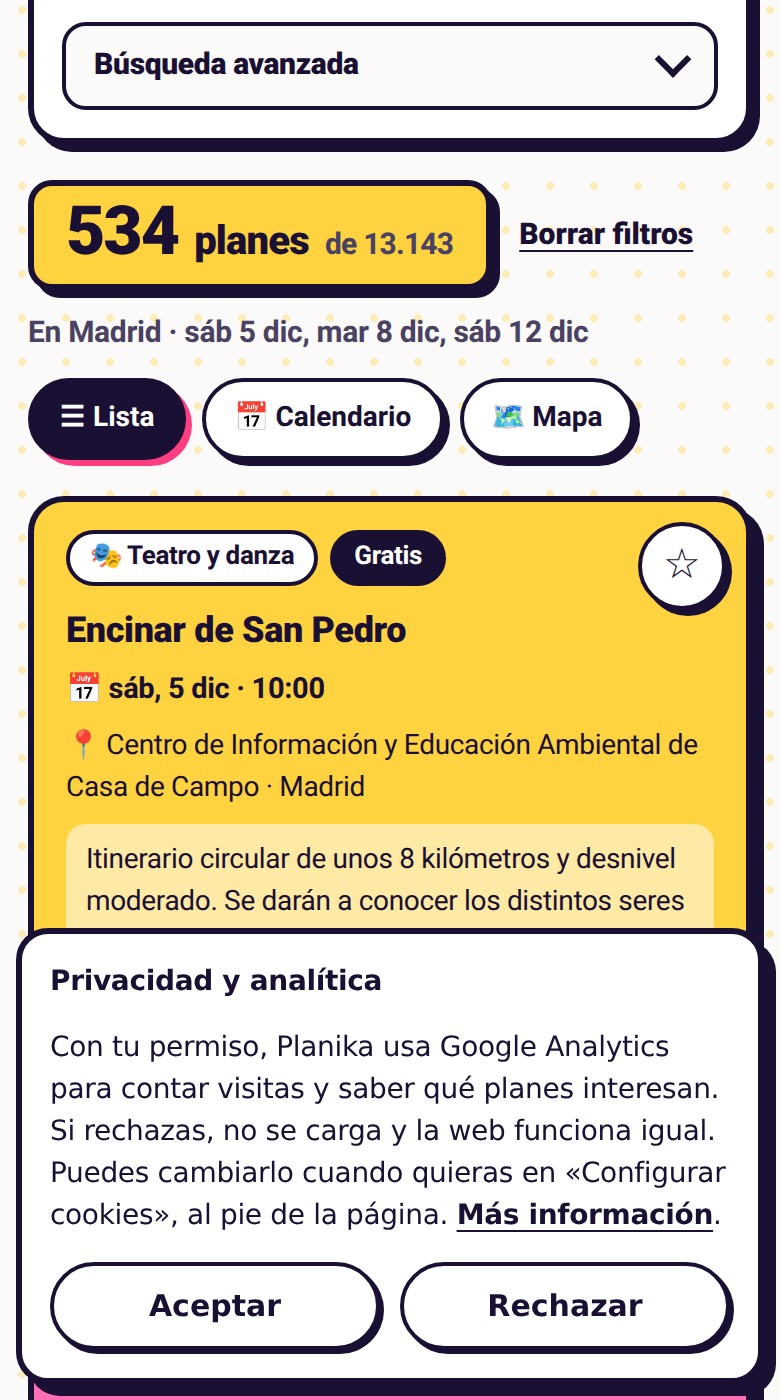 Búsqueda avanzada
534 planes de 13.143
Borrar filtros
En Madrid · sáb 5 dic, mar 8 dic, sáb 12 dic
☰ Lista
📅 Calendario
🗺️ Mapa
🎭 Teatro y danza
Gratis
☆
Encinar de San Pedro
📅 sáb, 5 dic · 10:00
📍 Centro de Información y Educación Ambiental de
Casa de Campo · Madrid
Itinerario circular de unos 8 kilómetros y desnivel
moderado. Se darán a conocer los distintos seres
Privacidad y analítica
Con tu permiso, Planika usa Google Analytics
para contar visitas y saber qué planes interesan.
Si rechazas, no se carga y la web funciona igual.
Puedes cambiarlo cuando quieras en «Configurar
cookies», al pie de la página. Más información.
Aceptar
Rechazar